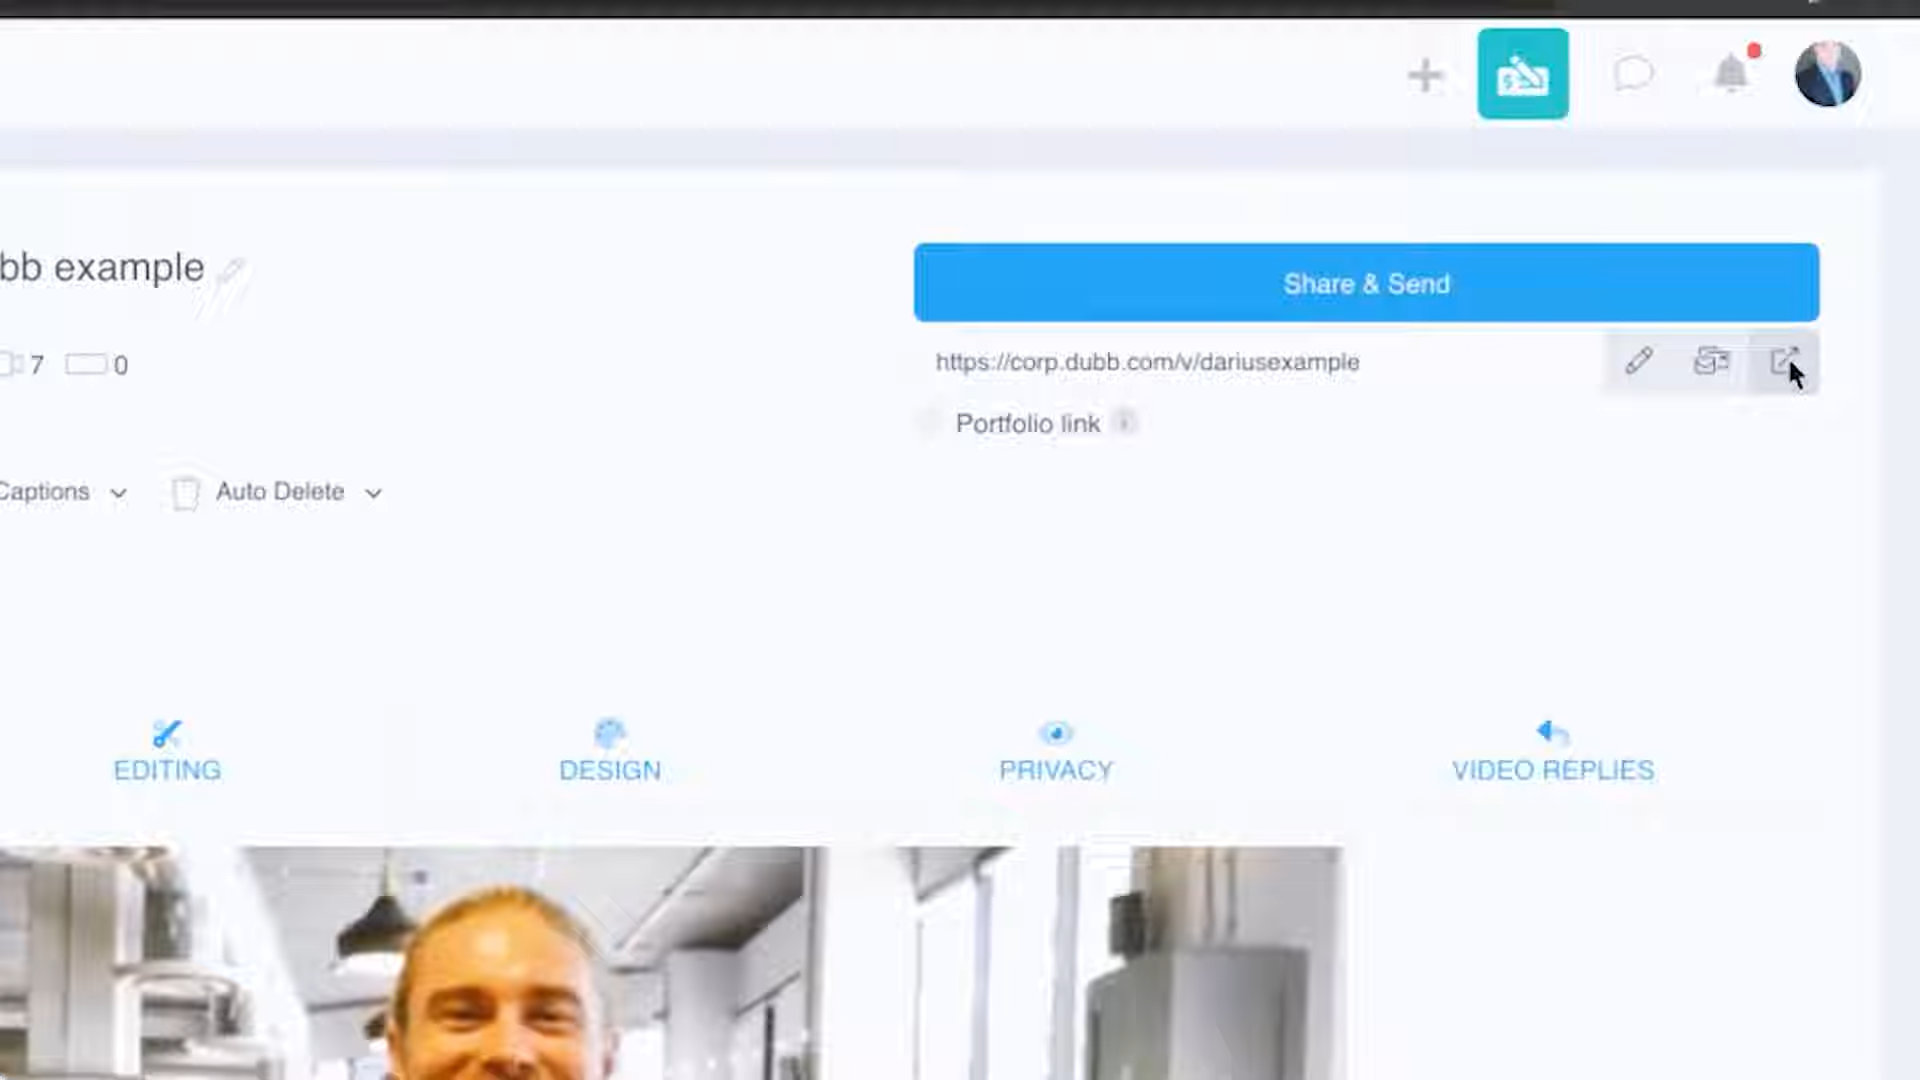 bb example
Share & Send
7 0
https://corp.dubb.com/v/dariusexample
Portfolio link
Captions
Auto Delete
EDITING
DESIGN
PRIVACY
VIDEO REPLIES